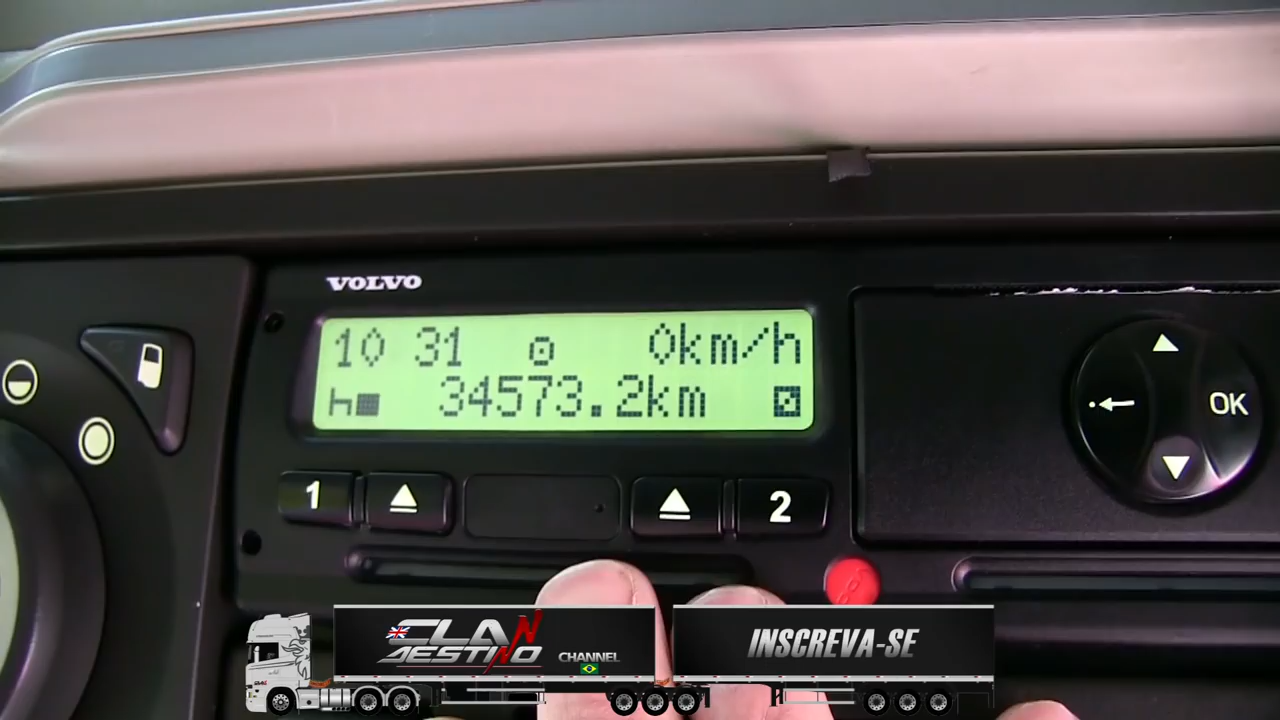 VOLVO
10 31 0km/h
h 34573.2km
1 2
OK
CLAN
DESTINO
CHANNEL
INSCREVA-SE